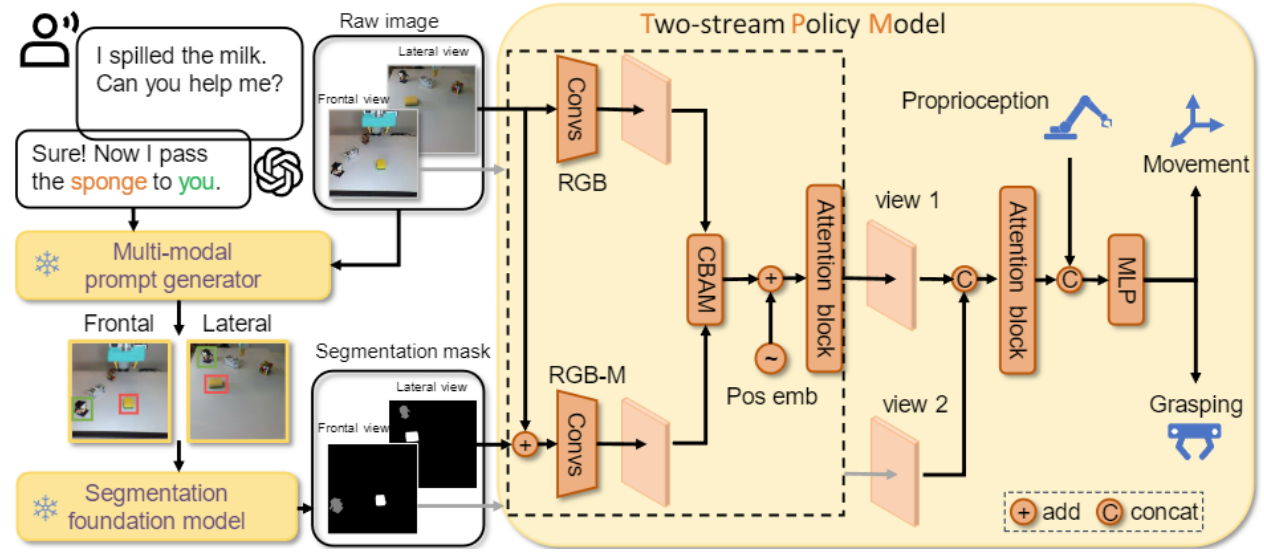 I spilled the milk.
Can you help me?
Sure! Now I pass
the sponge to you.
Multi-modal
prompt generator
Frontal
Lateral
Segmentation
foundation model
Raw image
Lateral view
Frontal view
Segmentation mask
Lateral view
Frontal view
Two-stream Policy Model
Convs
RGB
RGB-M
Convs
CBAM
+
+
~
Pos emb
Attention block
view 1
view 2
C
Attention block
Proprioception
C
MLP
Movement
Grasping
+ add C concat